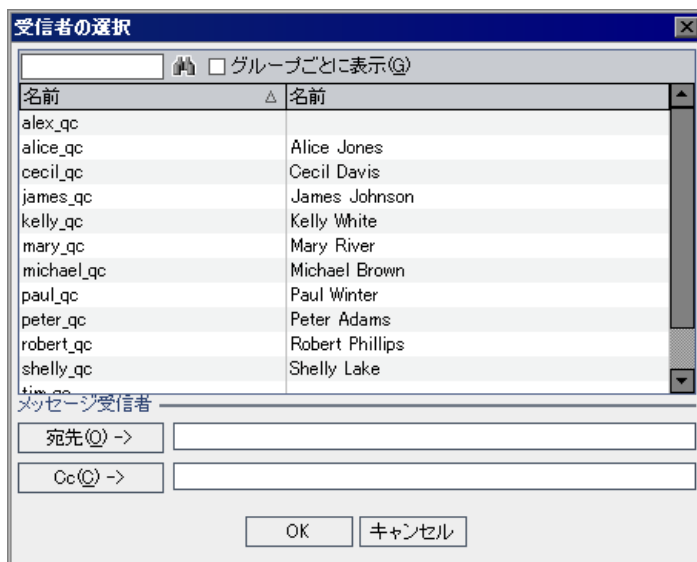 受信者の選択
グループごとに表示(G)
名前 名前
alex_qc
alice_qc Alice Jones
cecil_qc Cecil Davis
james_qc James Johnson
kelly_qc Kelly White
mary_qc Mary River
michael_qc Michael Brown
paul_qc Paul Winter
peter_qc Peter Adams
robert_qc Robert Phillips
shelly_qc Shelly Lake
tim_qc
メッセージ受信者
宛先(O) ->
Cc(C) ->
OK キャンセル